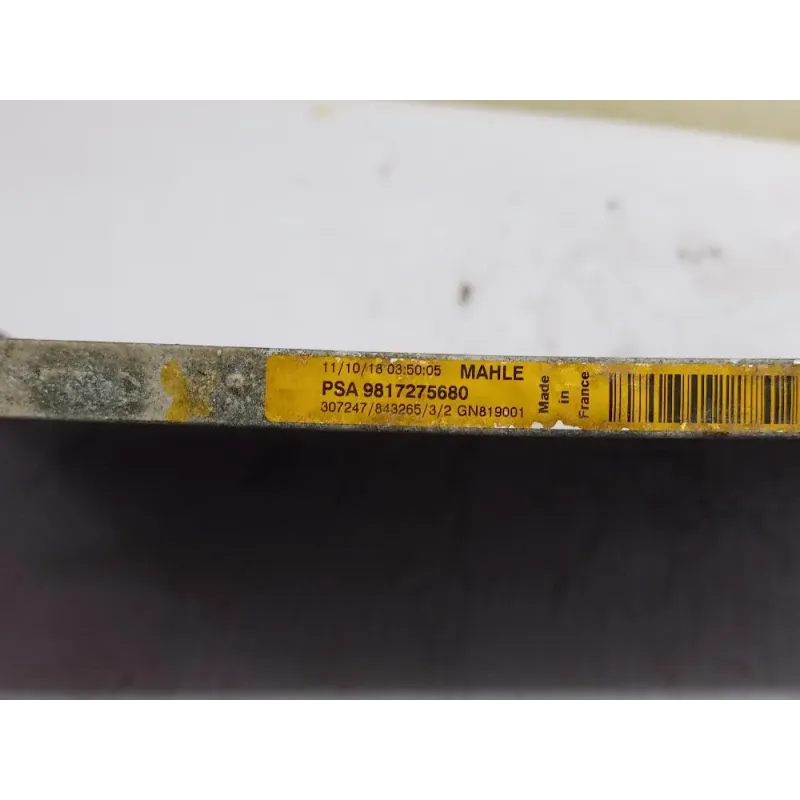 11/10/18 03:50:05 MAHLE
PSA 9817275680
307247/843265/3/2 GN819001
Made
in
France